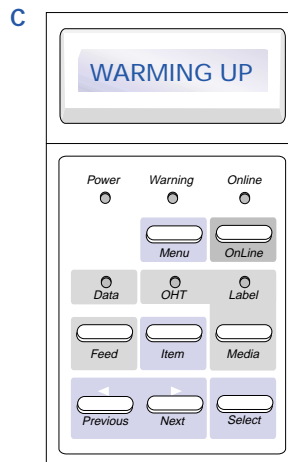 C
WARMING UP
Power Warning Online
Menu OnLine
Data OHT Label
Feed Item Media
Previous Next Select